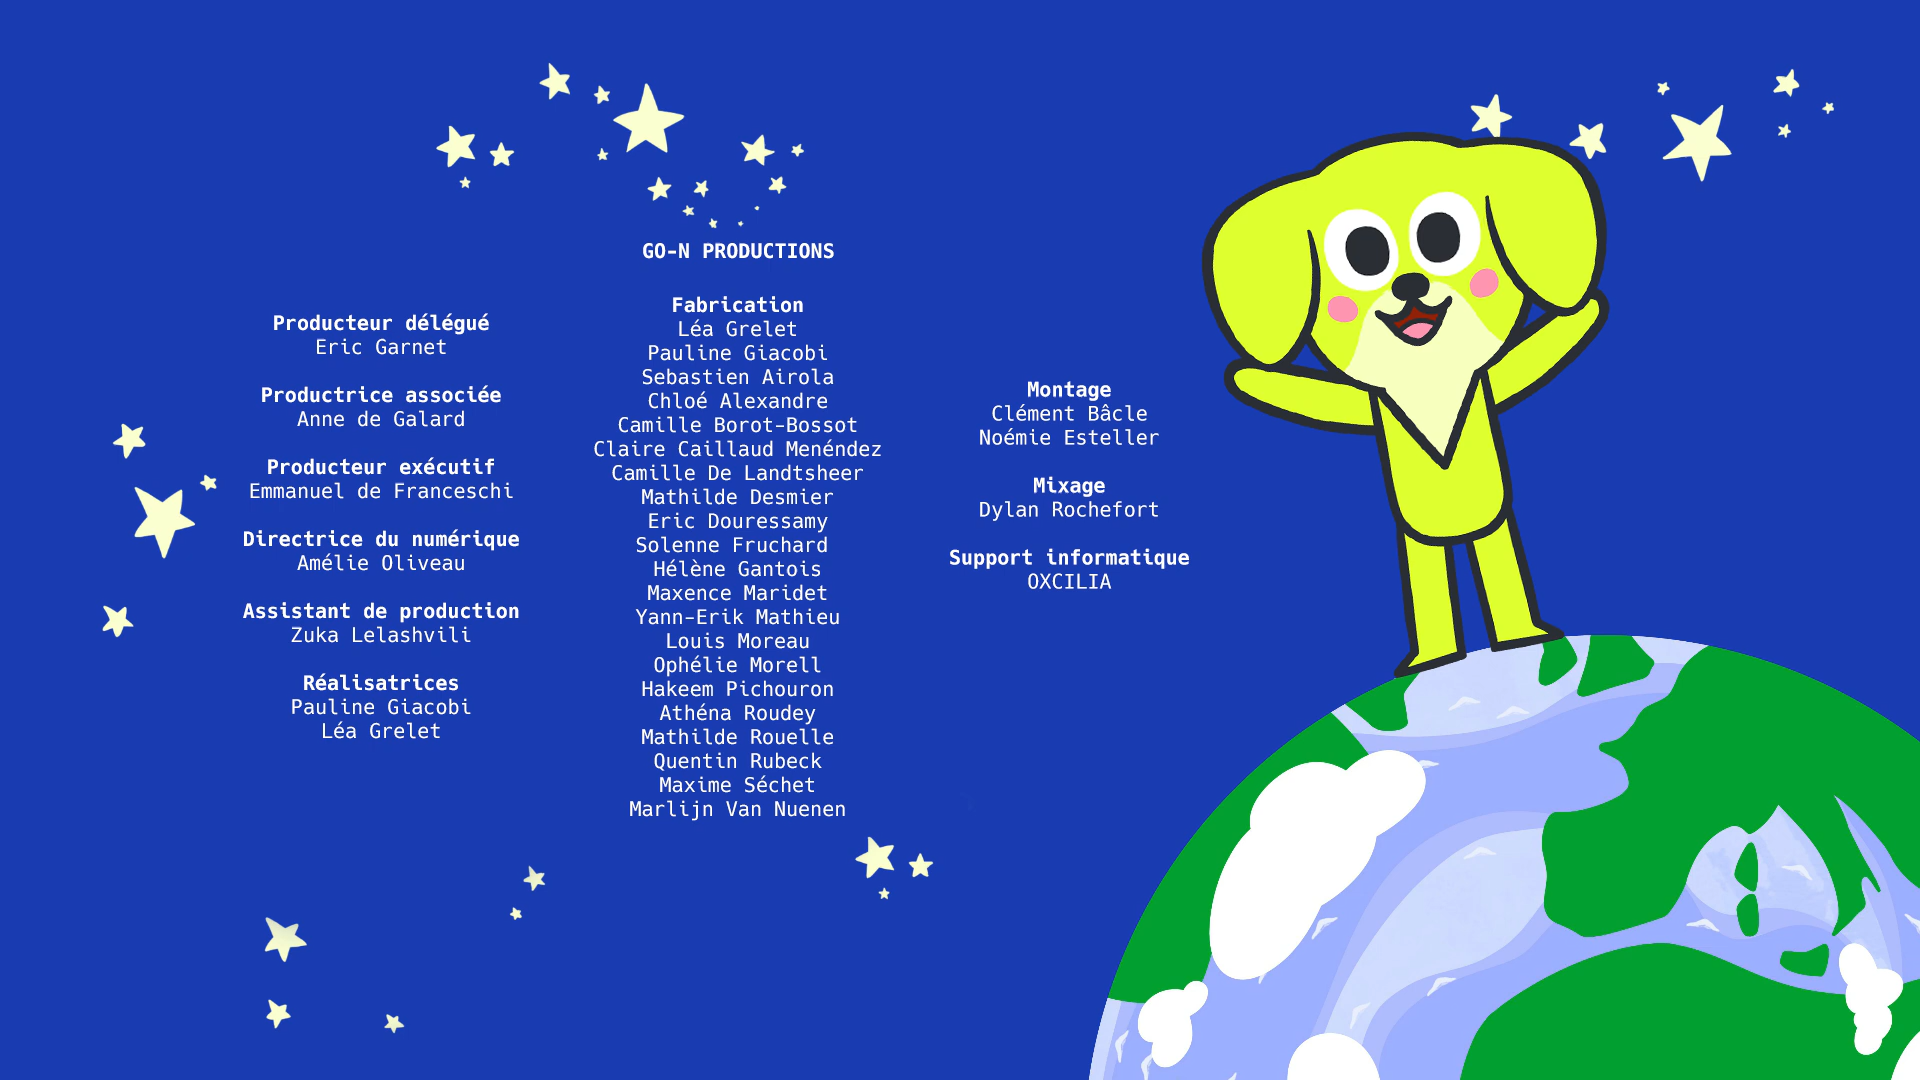 Producteur délégué
Eric Garnet
Productrice associée
Anne de Galard
Producteur exécutif
Emmanuel de Franceschi
Directrice du numérique
Amélie Oliveau
Assistant de production
Zuka Lelashvili
Réalisatrices
Pauline Giacobi
Léa Grelet
GO-N PRODUCTIONS
Fabrication
Léa Grelet
Pauline Giacobi
Sebastien Airola
Chloé Alexandre
Camille Borot-Bossot
Claire Caillaud Menéndez
Camille De Landtsheer
Mathilde Desmier
Eric Douressamy
Solenne Fruchard
Hélène Gantois
Maxence Maridet
Yann-Erik Mathieu
Louis Moreau
Ophélie Morell
Hakeem Pichouron
Athéna Roudey
Mathilde Rouelle
Quentin Rubeck
Maxime Séchet
Marlijn Van Nuenen
Montage
Clément Bâcle
Noémie Esteller
Mixage
Dylan Rochefort
Support informatique
OXCILIA